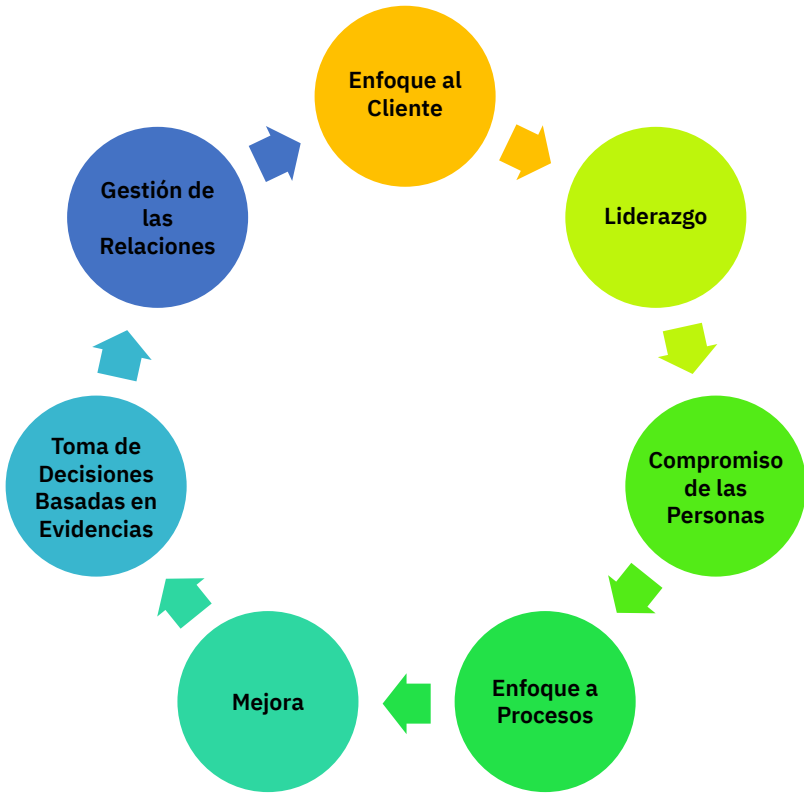 Enfoque al
Cliente
Liderazgo
Compromiso
de las
Personas
Enfoque a
Procesos
Mejora
Toma de
Decisiones
Basadas en
Evidencias
Gestión de
las
Relaciones